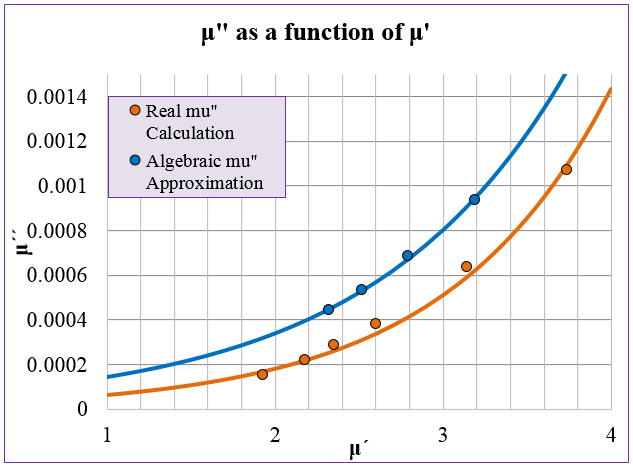 μ" as a function of μ'
0.0014
0.0012
0.001
0.0008
0.0006
0.0004
0.0002
0
μ´´
Real mu"
Calculation
Algebraic mu"
Approximation
1
2
3
4
μ´